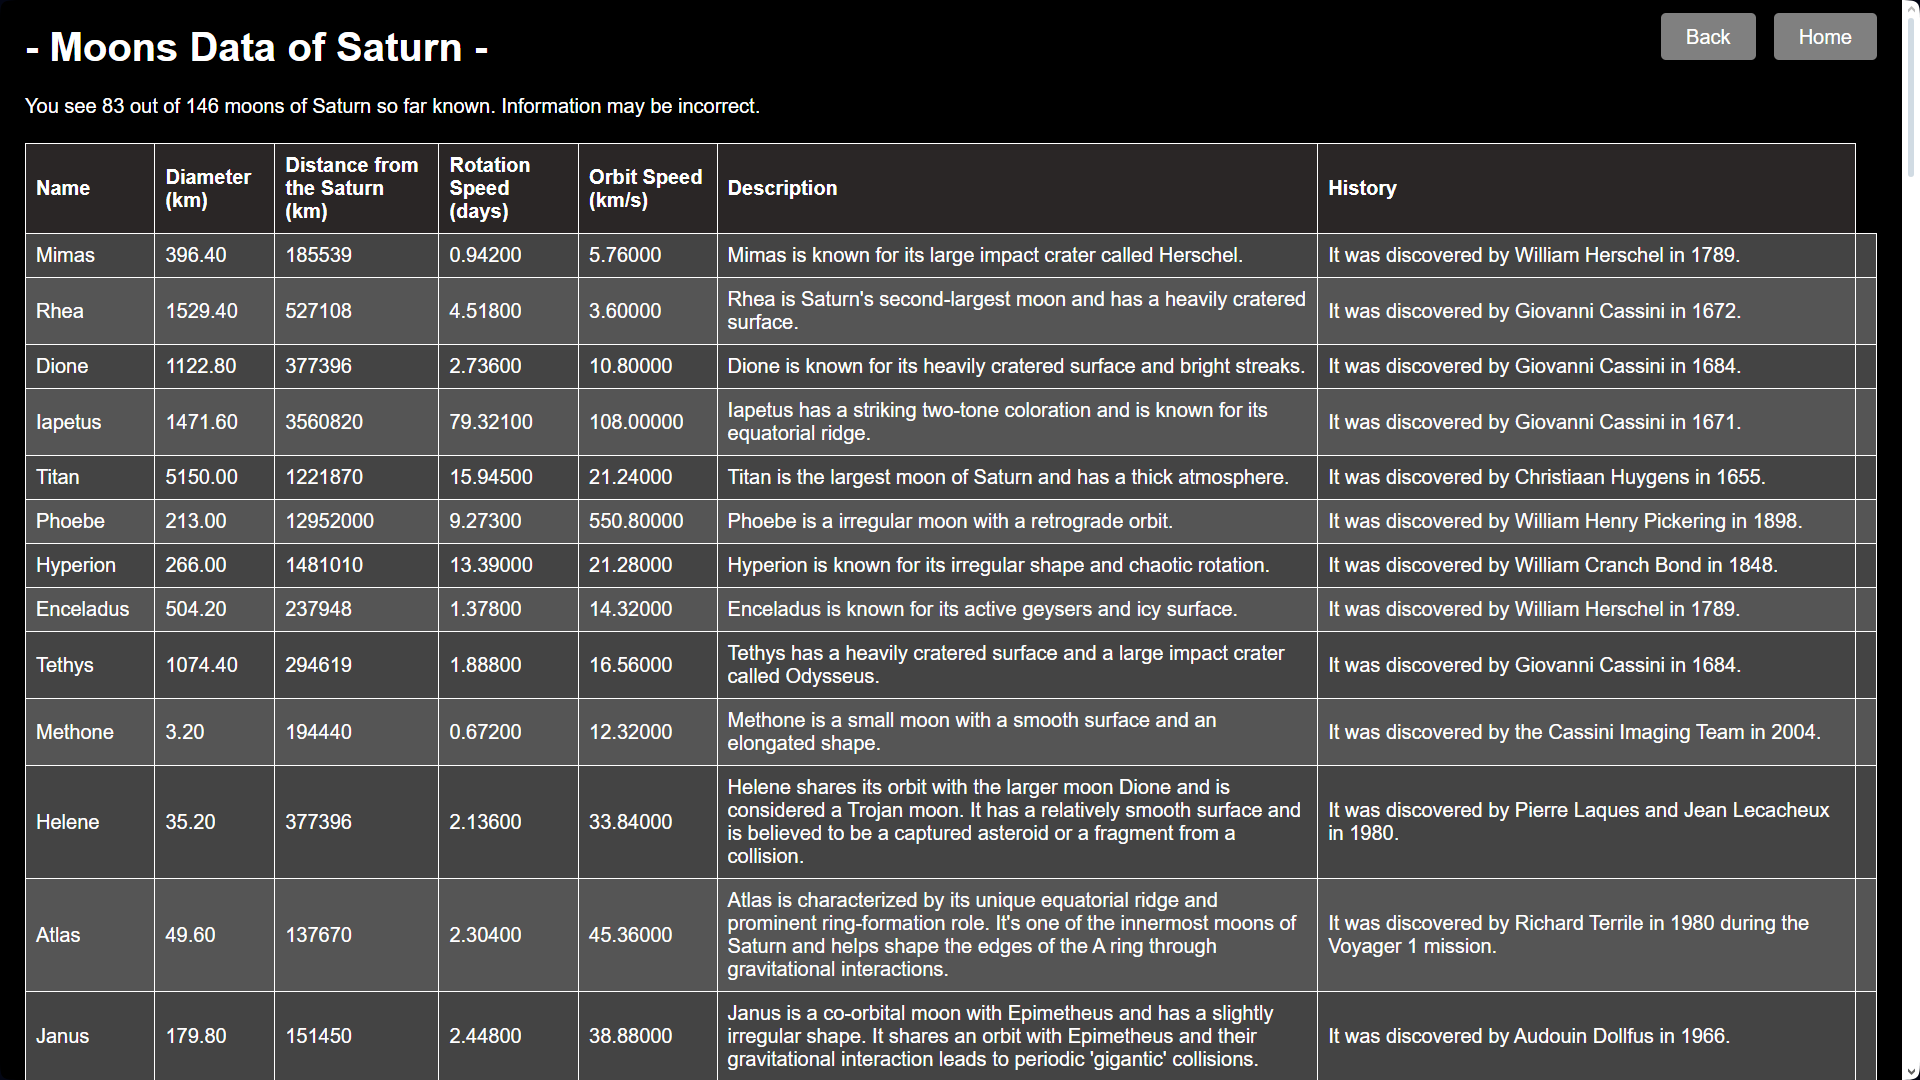 - Moons Data of Saturn -
Back
Home
You see 83 out of 146 moons of Saturn so far known. Information may be incorrect.
Name
Diameter
(km)
Distance from
the Saturn
(km)
Rotation
Speed
(days)
Orbit Speed
(km/s)
Description
History
Mimas 396.40 185539 0.94200 5.76000 Mimas is known for its large impact crater called Herschel. It was discovered by William Herschel in 1789.
Rhea 1529.40 527108 4.51800 3.60000 Rhea is Saturn's second-largest moon and has a heavily cratered
surface.
It was discovered by Giovanni Cassini in 1672.
Dione 1122.80 377396 2.73600 10.80000 Dione is known for its heavily cratered surface and bright streaks. It was discovered by Giovanni Cassini in 1684.
Iapetus 1471.60 3560820 79.32100 108.00000 Iapetus has a striking two-tone coloration and is known for its
equatorial ridge.
It was discovered by Giovanni Cassini in 1671.
Titan 5150.00 1221870 15.94500 21.24000 Titan is the largest moon of Saturn and has a thick atmosphere. It was discovered by Christiaan Huygens in 1655.
Phoebe 213.00 12952000 9.27300 550.80000 Phoebe is a irregular moon with a retrograde orbit. It was discovered by William Henry Pickering in 1898.
Hyperion 266.00 1481010 13.39000 21.28000 Hyperion is known for its irregular shape and chaotic rotation. It was discovered by William Cranch Bond in 1848.
Enceladus 504.20 237948 1.37800 14.32000 Enceladus is known for its active geysers and icy surface. It was discovered by William Herschel in 1789.
Tethys 1074.40 294619 1.88800 16.56000 Tethys has a heavily cratered surface and a large impact crater
called Odysseus.
It was discovered by Giovanni Cassini in 1684.
Methone 3.20 194440 0.67200 12.32000 Methone is a small moon with a smooth surface and an
elongated shape.
It was discovered by the Cassini Imaging Team in 2004.
Helene 35.20 377396 2.13600 33.84000 Helene shares its orbit with the larger moon Dione and is
considered a Trojan moon. It has a relatively smooth surface and
is believed to be a captured asteroid or a fragment from a
collision.
It was discovered by Pierre Laques and Jean Lecacheux
in 1980.
Atlas 49.60 137670 2.30400 45.36000 Atlas is characterized by its unique equatorial ridge and
prominent ring-formation role. It's one of the innermost moons of
Saturn and helps shape the edges of the A ring through
gravitational interactions.
It was discovered by Richard Terrile in 1980 during the
Voyager 1 mission.
Janus 179.80 151450 2.44800 38.88000 Janus is a co-orbital moon with Epimetheus and has a slightly
irregular shape. It shares an orbit with Epimetheus and their
gravitational interaction leads to periodic 'gigantic' collisions.
It was discovered by Audouin Dollfus in 1966.